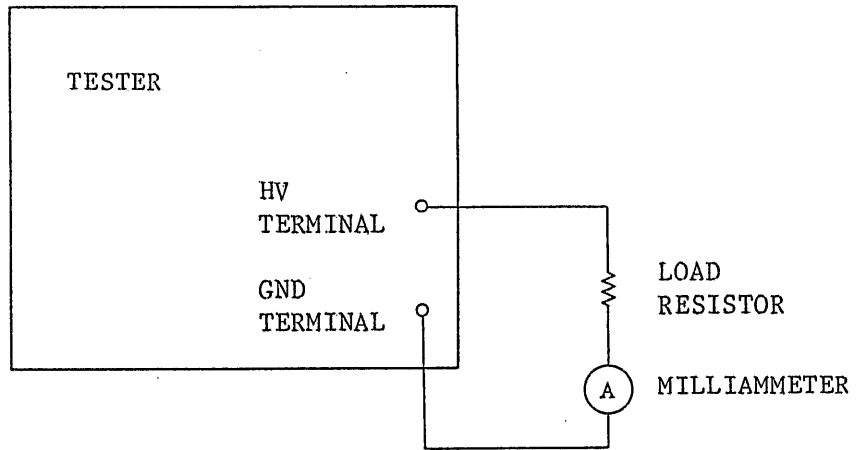 TESTER
HV
TERMINAL
GND
TERMINAL
LOAD
RESISTOR
A
MILLIAMMETER